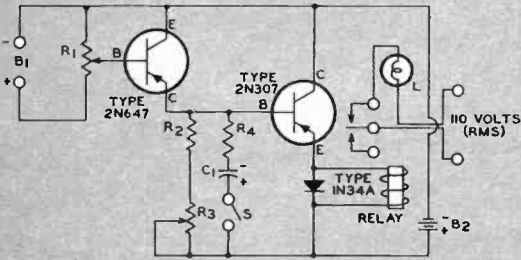 -
B1
+
R1
B
E
C
TYPE
2N647
R2
R4
C1
-
+
S
R3
B
C
E
TYPE
2N307
TYPE
1N34A
RELAY
L
110 VOLTS
(RMS)
-
+
B2